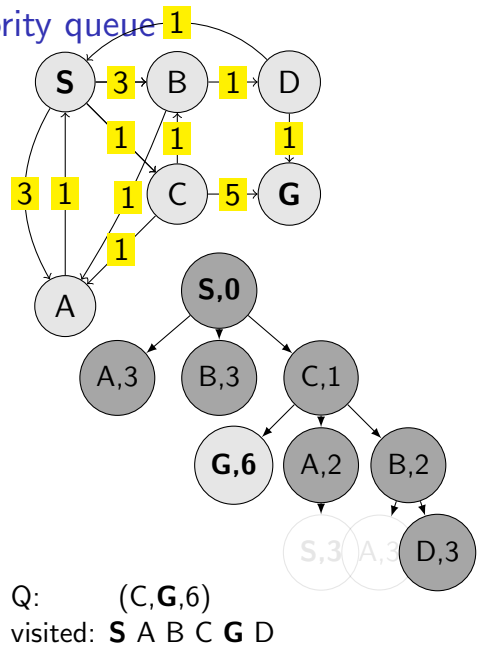 ority queue
1
S 3 B 1 D
1 1 1
3 1 1 C 5 G
1
A
S,0
A,3 B,3 C,1
G,6 A,2 B,2
S,3 A,3 D,3
Q: (C,G,6)
visited: S A B C G D